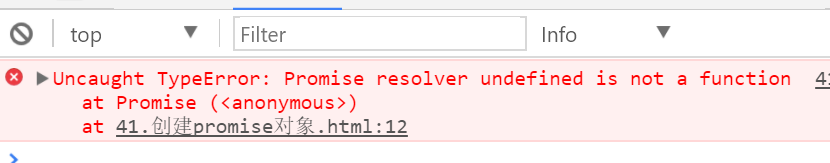 top Filter Info
Uncaught TypeError: Promise resolver undefined is not a function 41
at Promise (<anonymous>)
at 41.创建promise对象.html:12